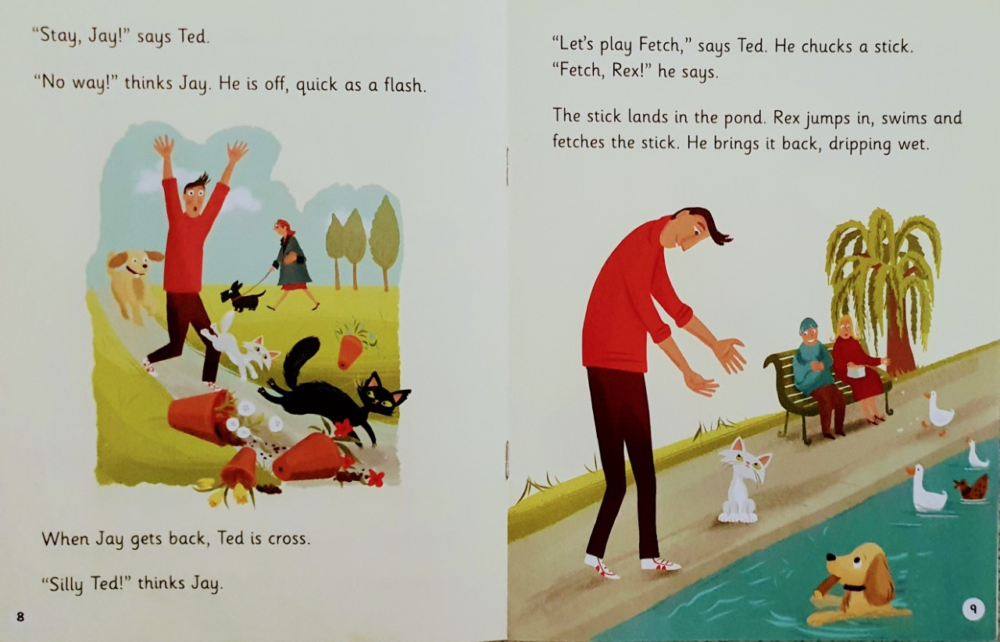 “Stay, Jay!” says Ted.
“No way!” thinks Jay. He is off, quick as a flash.
When Jay gets back, Ted is cross.
“Silly Ted!” thinks Jay.
8
“Let’s play Fetch,” says Ted. He chucks a stick.
“Fetch, Rex!” he says.
The stick lands in the pond. Rex jumps in, swims and
fetches the stick. He brings it back, dripping wet.
9